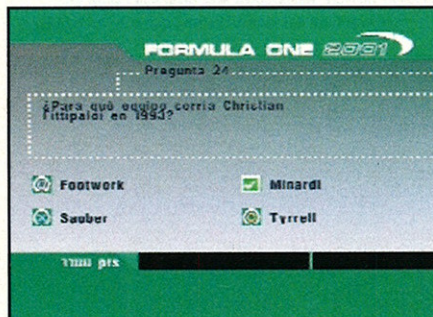 FORMULA ONE 2001
Pregunta 24
¿Para qué equipo corría Christian
Fittipaldi en 1993?
Footwork
Minardi
Sauber
Tyrrell
pts